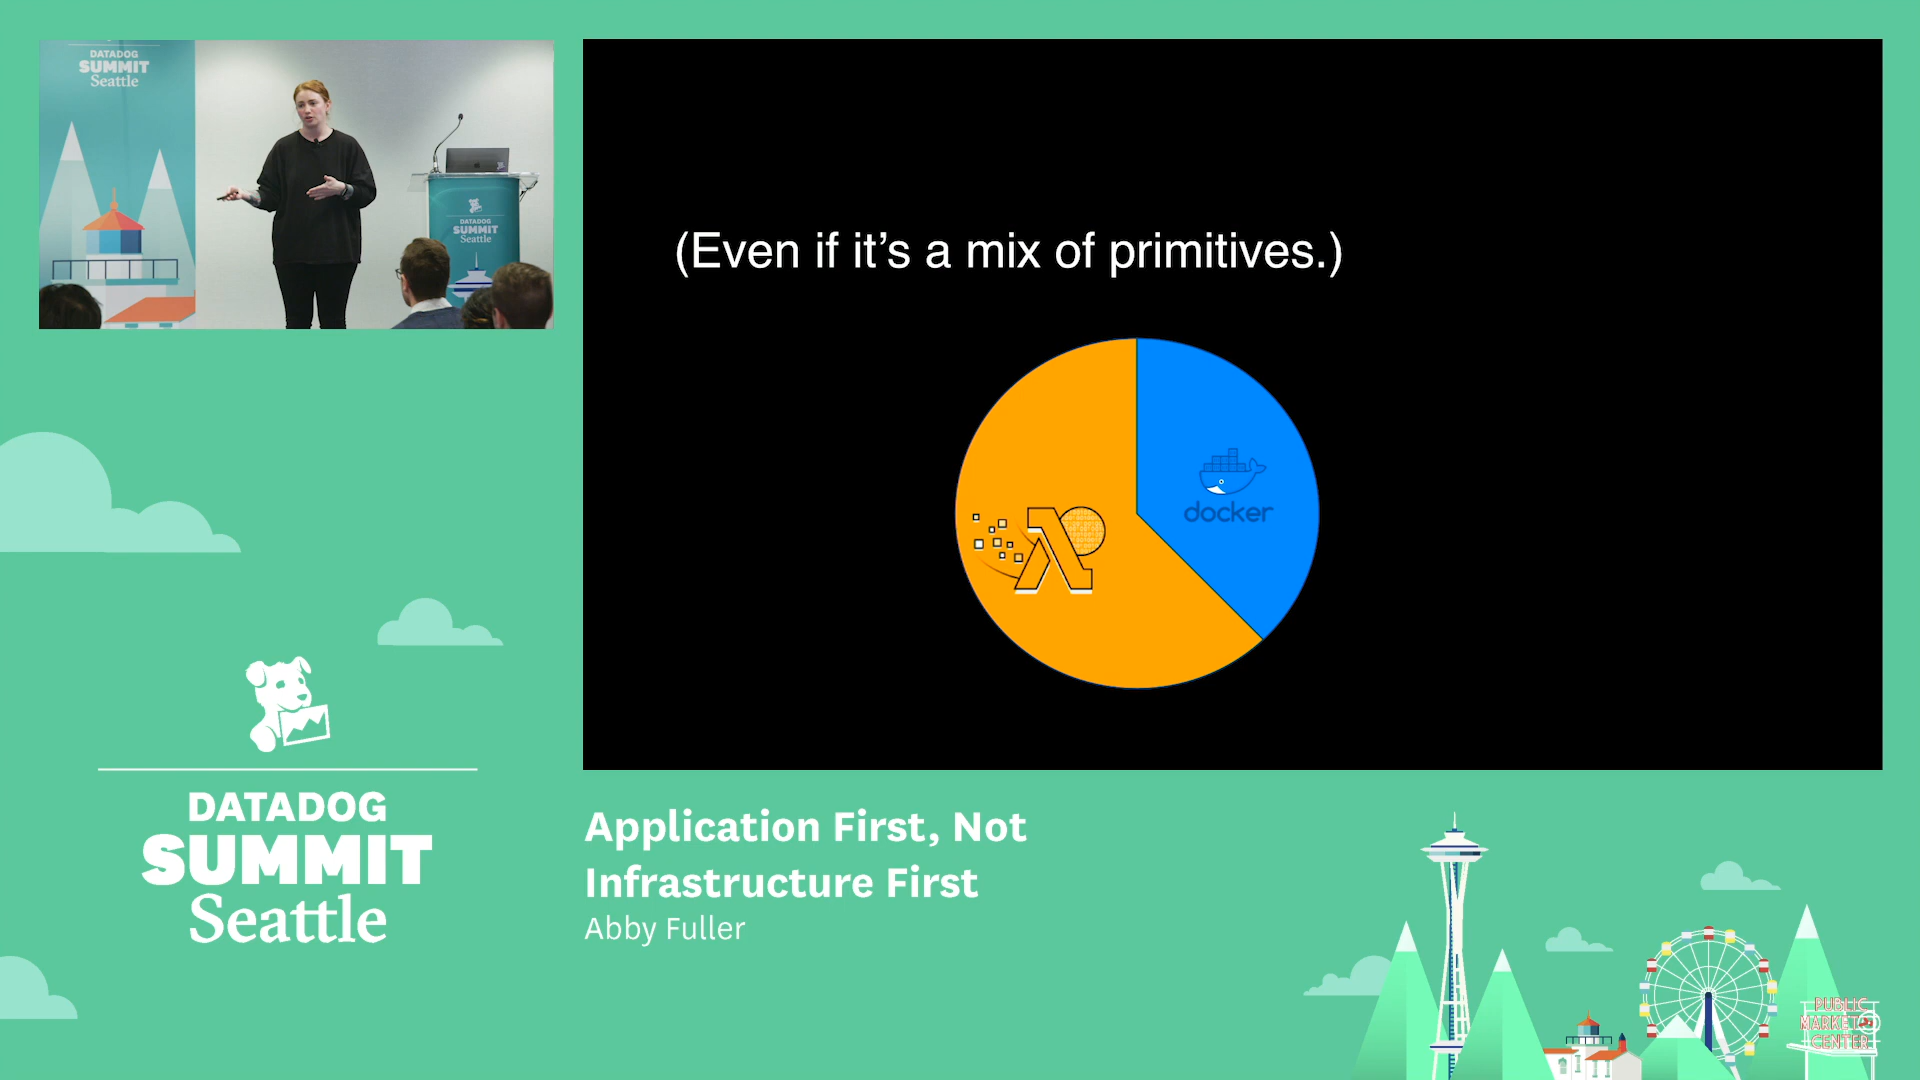 DATADOG
SUMMIT
Seattle
DATADOG
SUMMIT
Seattle
(Even if it’s a mix of primitives.)
docker
DATADOG
SUMMIT
Seattle
Application First, Not
Infrastructure First
Abby Fuller
PUBLIC
MARKET
CENTER